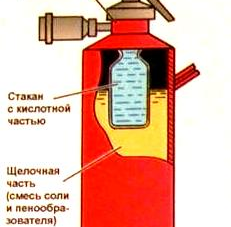 Стакан
с кислотной
частью
Щелочная
часть
(смесь соли
и пенообра-
зователя)